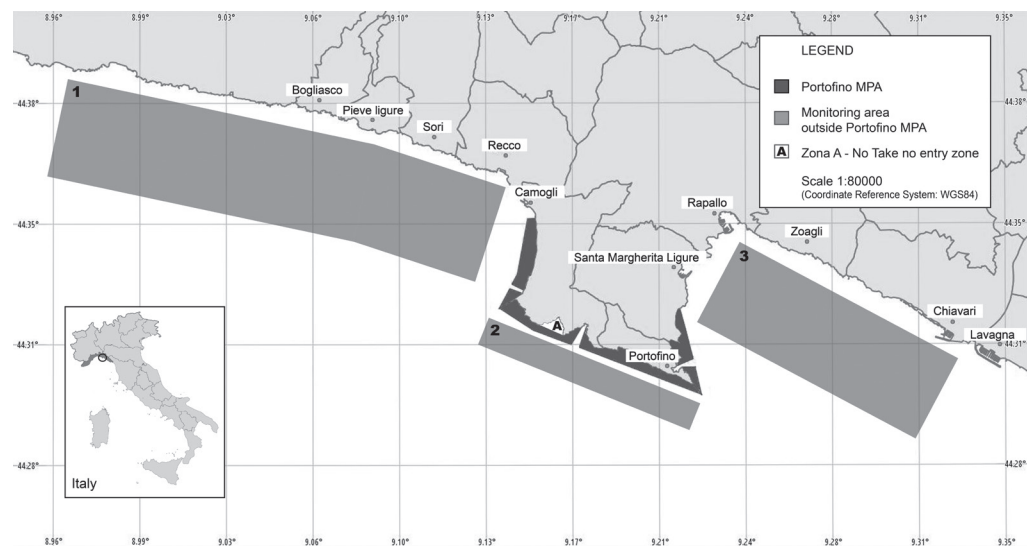 8.96°
8.99°
9.03°
9.06°
9.10°
9.13°
9.17°
9.21°
9.24°
9.28°
9.31°
9.35°
LEGEND
Portofino MPA
Monitoring area
outside Portofino MPA
A Zona A - No Take no entry zone
Scale 1:80000
(Coordinate Reference System: WGS84)
1
Bogliasco
44.38°
44.38°
Pieve ligure
Sori
Recco
Camogli
Rapallo
44.35°
44.35°
Zoagli
Santa Margherita Ligure
3
Chiavari
A
2
Lavagna
44.31°
44.31°
Portofino
44.28°
44.28°
Italy
8.96°
8.99°
9.03°
9.06°
9.10°
9.13°
9.17°
9.21°
9.24°
9.28°
9.31°
9.35°